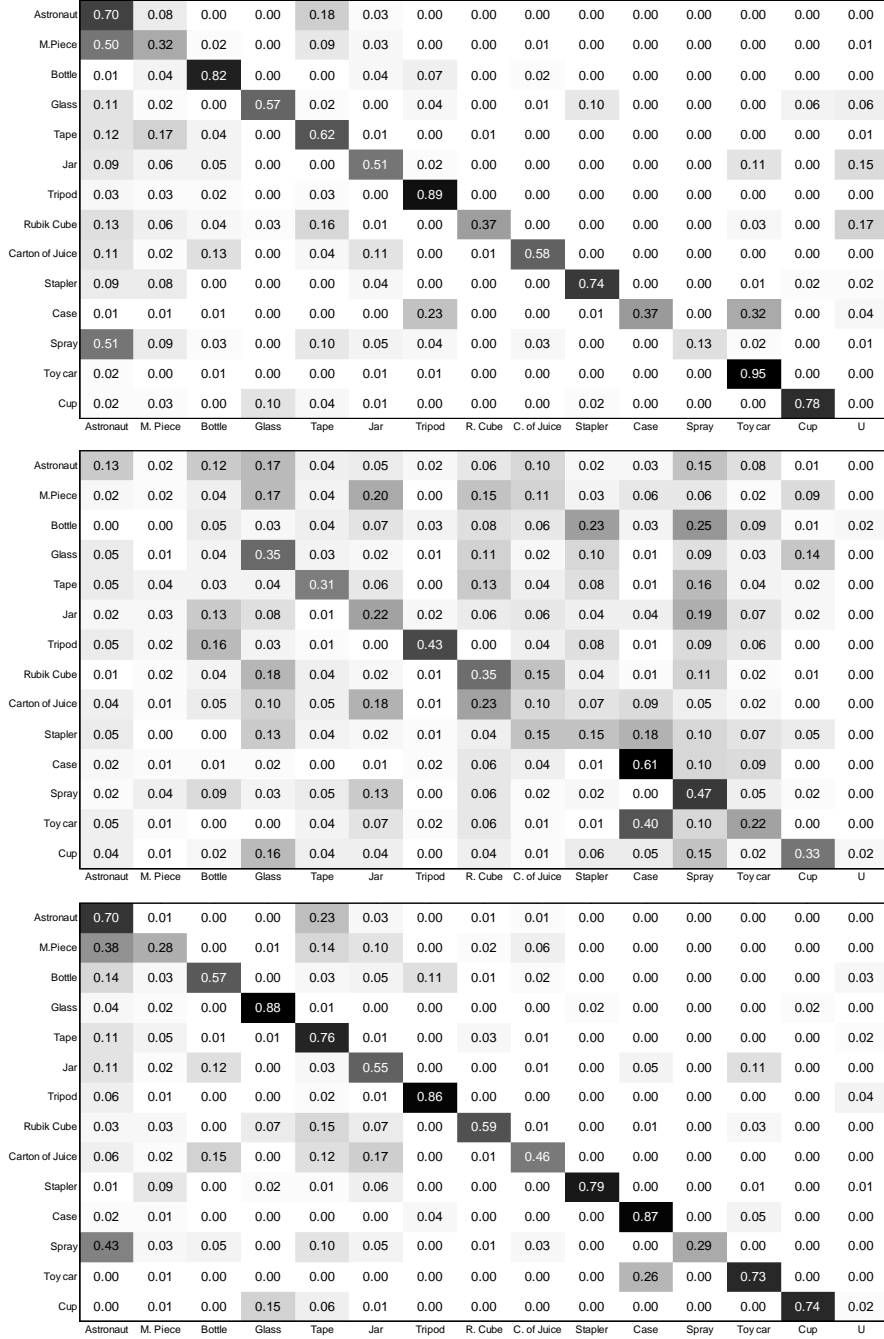 Astronaut 0.70 0.08 0.00 0.00 0.18 0.03 0.00 0.00 0.00 0.00 0.00 0.00 0.00 0.00 0.00
M.Piece 0.50 0.32 0.02 0.00 0.09 0.03 0.00 0.00 0.01 0.00 0.00 0.00 0.00 0.00 0.01
Bottle 0.01 0.04 0.82 0.00 0.00 0.04 0.07 0.00 0.02 0.00 0.00 0.00 0.00 0.00 0.00
Glass 0.11 0.02 0.00 0.57 0.02 0.00 0.04 0.00 0.01 0.10 0.00 0.00 0.00 0.06 0.06
Tape 0.12 0.17 0.04 0.00 0.62 0.01 0.00 0.01 0.00 0.00 0.00 0.00 0.00 0.00 0.01
Jar 0.09 0.06 0.05 0.00 0.00 0.51 0.02 0.00 0.00 0.00 0.00 0.00 0.11 0.00 0.15
Tripod 0.03 0.03 0.02 0.00 0.03 0.00 0.89 0.00 0.00 0.00 0.00 0.00 0.00 0.00 0.00
Rubik Cube 0.13 0.06 0.04 0.03 0.16 0.01 0.00 0.37 0.00 0.00 0.00 0.00 0.03 0.00 0.17
Carton of Juice 0.11 0.02 0.13 0.00 0.04 0.11 0.00 0.01 0.58 0.00 0.00 0.00 0.00 0.00 0.00
Stapler 0.09 0.08 0.00 0.00 0.00 0.04 0.00 0.00 0.00 0.74 0.00 0.00 0.01 0.02 0.02
Case 0.01 0.01 0.01 0.00 0.00 0.00 0.23 0.00 0.00 0.01 0.37 0.00 0.32 0.00 0.04
Spray 0.51 0.09 0.03 0.00 0.10 0.05 0.04 0.00 0.03 0.00 0.00 0.13 0.02 0.00 0.01
Toy car 0.02 0.00 0.01 0.00 0.00 0.01 0.01 0.00 0.00 0.00 0.00 0.00 0.95 0.00 0.00
Cup 0.02 0.03 0.00 0.10 0.04 0.01 0.00 0.00 0.00 0.02 0.00 0.00 0.00 0.78 0.00
Astronaut M. Piece Bottle Glass Tape Jar Tripod R. Cube C. of Juice Stapler Case Spray Toy car Cup U
Astronaut 0.13 0.02 0.12 0.17 0.04 0.05 0.02 0.06 0.10 0.02 0.03 0.15 0.08 0.01 0.00
M.Piece 0.02 0.02 0.04 0.17 0.04 0.20 0.00 0.15 0.11 0.03 0.06 0.06 0.02 0.09 0.00
Bottle 0.00 0.00 0.05 0.03 0.04 0.07 0.03 0.08 0.06 0.23 0.03 0.25 0.09 0.01 0.02
Glass 0.05 0.01 0.04 0.35 0.03 0.02 0.01 0.11 0.02 0.10 0.01 0.09 0.03 0.14 0.00
Tape 0.05 0.04 0.03 0.04 0.31 0.06 0.00 0.13 0.04 0.08 0.01 0.16 0.04 0.02 0.00
Jar 0.02 0.03 0.13 0.08 0.01 0.22 0.02 0.06 0.06 0.04 0.04 0.19 0.07 0.02 0.00
Tripod 0.05 0.02 0.16 0.03 0.01 0.00 0.43 0.00 0.04 0.08 0.01 0.09 0.06 0.00 0.00
Rubik Cube 0.01 0.02 0.04 0.18 0.04 0.02 0.01 0.35 0.15 0.04 0.01 0.11 0.02 0.01 0.00
Carton of Juice 0.04 0.01 0.05 0.10 0.05 0.18 0.01 0.23 0.10 0.07 0.09 0.05 0.02 0.00 0.00
Stapler 0.05 0.00 0.00 0.13 0.04 0.02 0.01 0.04 0.15 0.15 0.18 0.10 0.07 0.05 0.00
Case 0.02 0.01 0.01 0.02 0.00 0.01 0.02 0.06 0.04 0.01 0.61 0.10 0.09 0.00 0.00
Spray 0.02 0.04 0.09 0.03 0.05 0.13 0.00 0.06 0.02 0.02 0.00 0.47 0.05 0.02 0.00
Toy car 0.05 0.01 0.00 0.00 0.04 0.07 0.02 0.06 0.01 0.01 0.40 0.10 0.22 0.00 0.00
Cup 0.04 0.01 0.02 0.16 0.04 0.04 0.00 0.04 0.01 0.06 0.05 0.15 0.02 0.33 0.02
Astronaut M. Piece Bottle Glass Tape Jar Tripod R. Cube C. of Juice Stapler Case Spray Toy car Cup U
Astronaut 0.70 0.01 0.00 0.00 0.23 0.03 0.00 0.01 0.01 0.00 0.00 0.00 0.00 0.00 0.00
M.Piece 0.38 0.28 0.00 0.01 0.14 0.10 0.00 0.02 0.06 0.00 0.00 0.00 0.00 0.00 0.00
Bottle 0.14 0.03 0.57 0.00 0.03 0.05 0.11 0.01 0.02 0.00 0.00 0.00 0.00 0.00 0.03
Glass 0.04 0.02 0.00 0.88 0.01 0.00 0.00 0.00 0.00 0.02 0.00 0.00 0.00 0.02 0.00
Tape 0.11 0.05 0.01 0.01 0.76 0.01 0.00 0.03 0.01 0.00 0.00 0.00 0.00 0.00 0.02
Jar 0.11 0.02 0.12 0.00 0.03 0.55 0.00 0.00 0.01 0.00 0.05 0.00 0.11 0.00 0.00
Tripod 0.06 0.01 0.00 0.00 0.02 0.01 0.86 0.00 0.00 0.00 0.00 0.00 0.00 0.00 0.04
Rubik Cube 0.03 0.03 0.00 0.07 0.15 0.07 0.00 0.59 0.01 0.00 0.01 0.00 0.03 0.00 0.00
Carton of Juice 0.06 0.02 0.15 0.00 0.12 0.17 0.00 0.01 0.46 0.00 0.00 0.00 0.00 0.00 0.00
Stapler 0.01 0.09 0.00 0.02 0.01 0.06 0.00 0.00 0.00 0.79 0.00 0.00 0.01 0.00 0.01
Case 0.02 0.01 0.00 0.00 0.00 0.00 0.04 0.00 0.00 0.00 0.87 0.00 0.05 0.00 0.00
Spray 0.43 0.03 0.05 0.00 0.10 0.05 0.00 0.01 0.03 0.00 0.00 0.29 0.00 0.00 0.00
Toy car 0.00 0.01 0.00 0.00 0.00 0.00 0.00 0.00 0.00 0.00 0.26 0.00 0.73 0.00 0.00
Cup 0.00 0.01 0.00 0.15 0.06 0.01 0.00 0.00 0.00 0.00 0.00 0.00 0.00 0.74 0.02
Astronaut M. Piece Bottle Glass Tape Jar Tripod R. Cube C. of Juice Stapler Case Spray Toy car Cup U